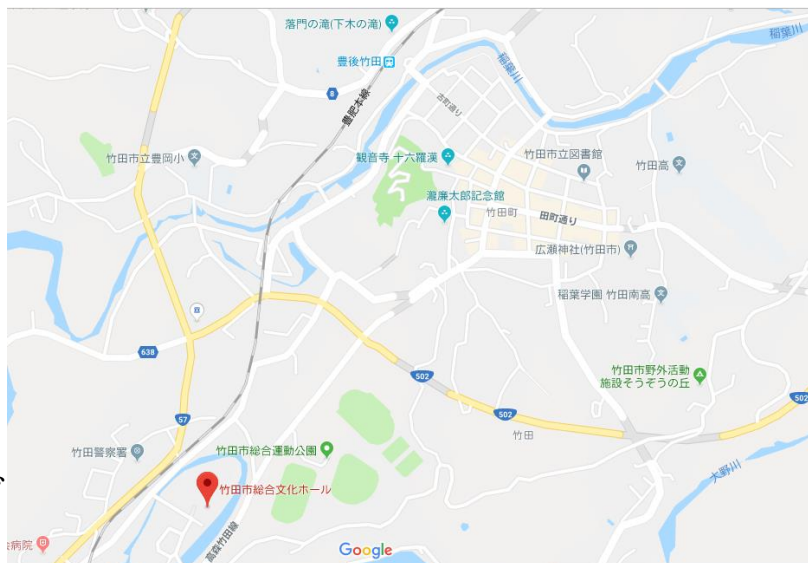 落門の滝(下木の滝)
豊後竹田
稲葉川
稲葉川
8
豊肥本線
古町通り
竹田市立豊岡小
観音寺 十六羅漢
竹田市立図書館
竹田高
瀧廉太郎記念館
竹田町
田町通り
広瀬神社(竹田市)
稲葉学園 竹田南高
638
502
竹田市野外活動
施設そうぞうの丘
502
502
57
竹田
竹田警察署
竹田市総合運動公園
竹田市総合文化ホール
大野川
高森竹田線
病院
Google